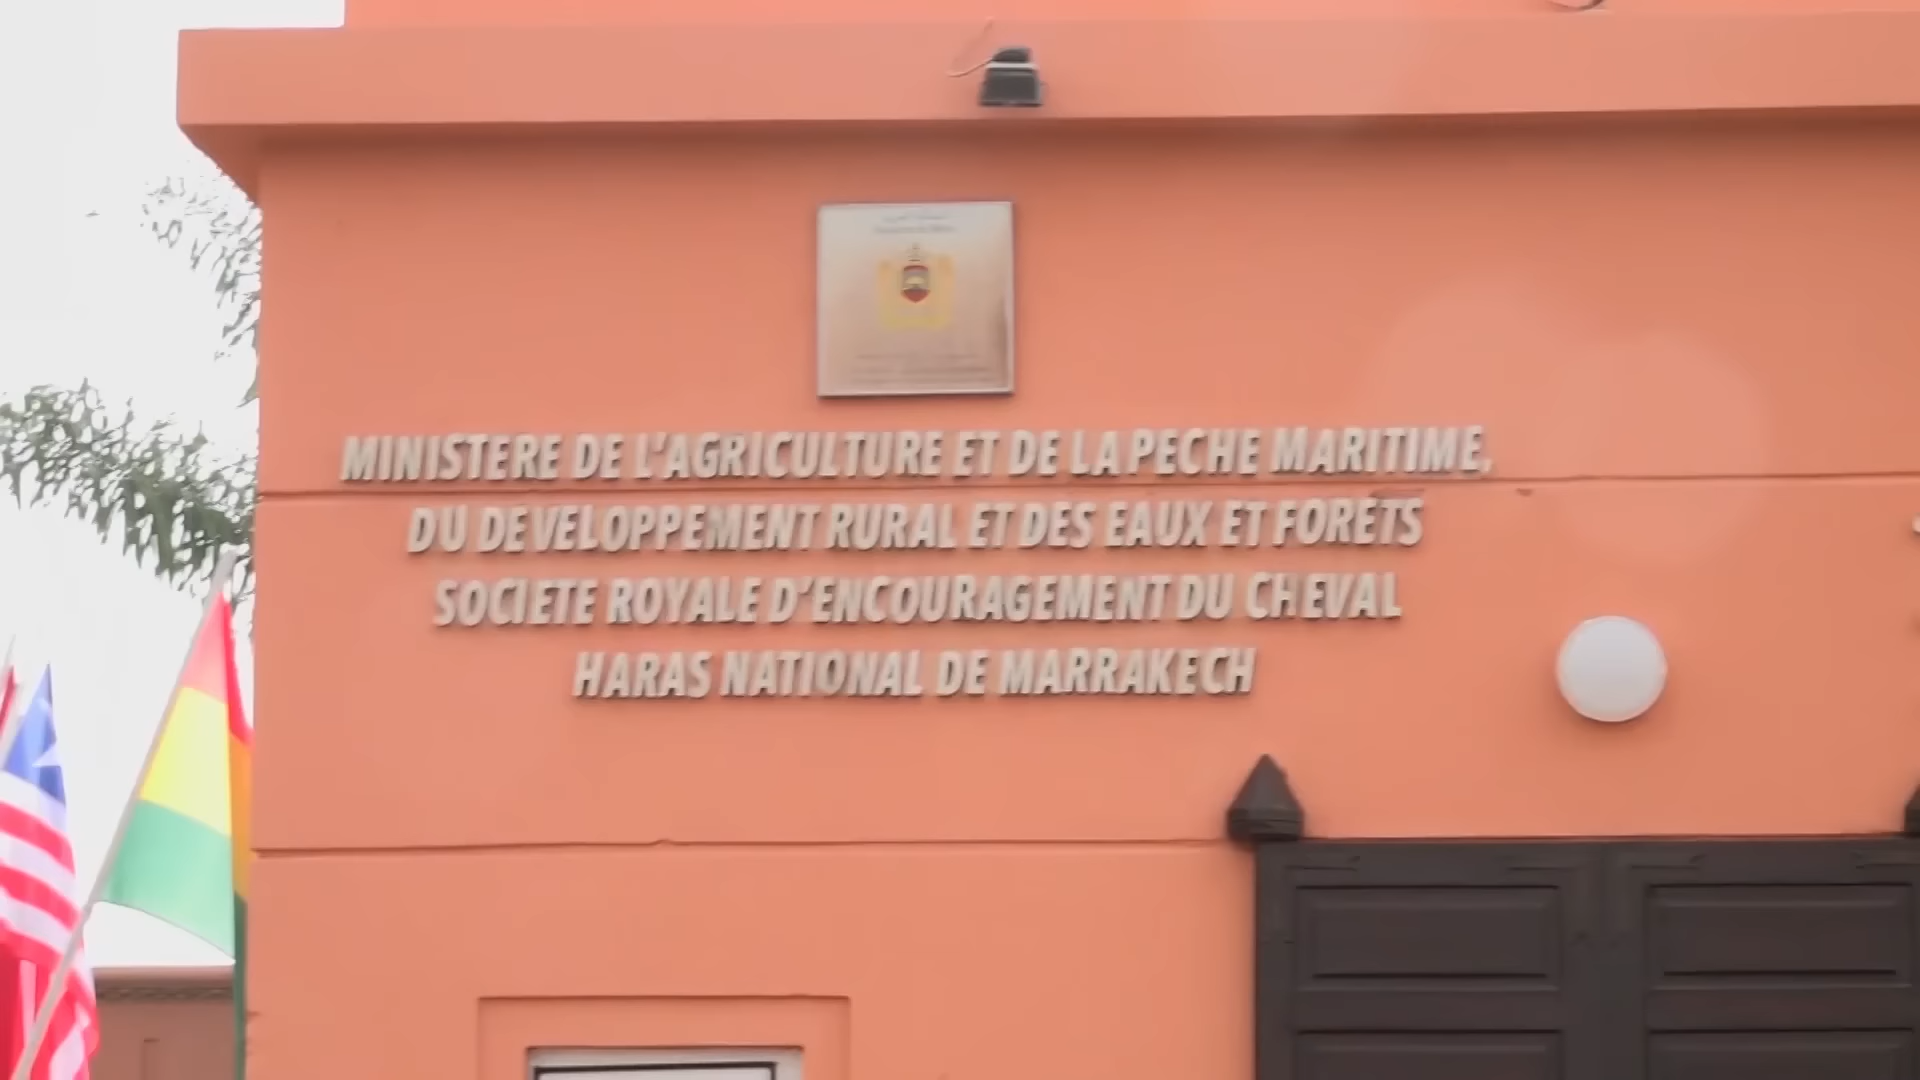 MINISTERE DE L'AGRICULTURE ET DE LA PECHE MARITIME,
DU DEVELOPPEMENT RURAL ET DES EAUX ET FORETS
SOCIETE ROYALE D'ENCOURAGEMENT DU CHEVAL
HARAS NATIONAL DE MARRAKECH